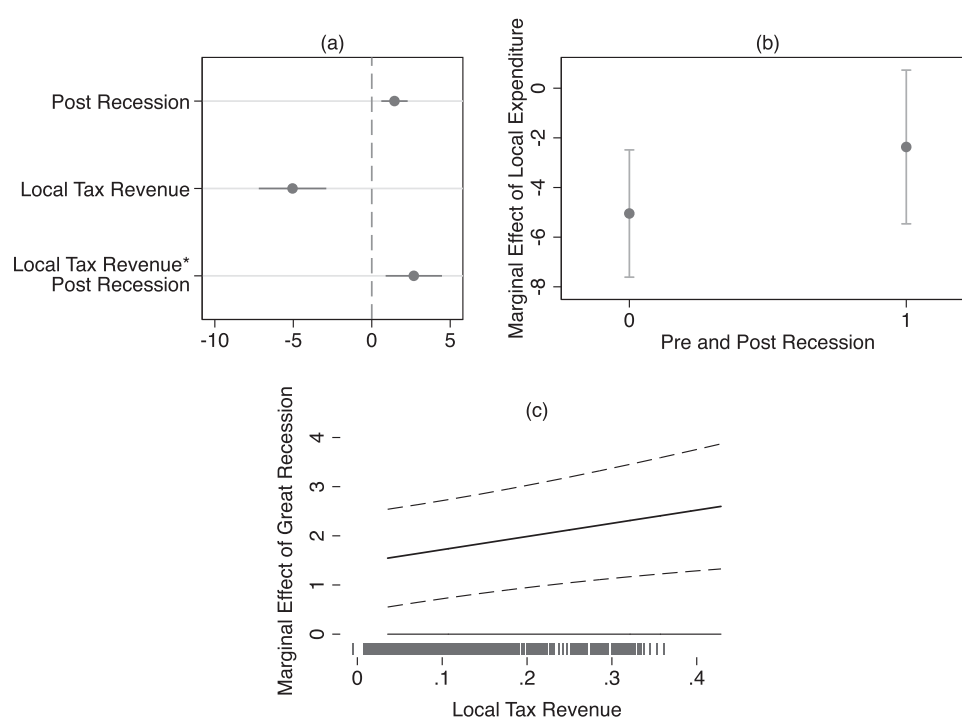 (a)
Post Recession
Local Tax Revenue
Local Tax Revenue*
Post Recession
-10 -5 0 5
(b)
Marginal Effect of Local Expenditure
0
-2
-4
-6
-8
0 1
Pre and Post Recession
(c)
Marginal Effect of Great Recession
4
3
2
1
0
0 .1 .2 .3 .4
Local Tax Revenue